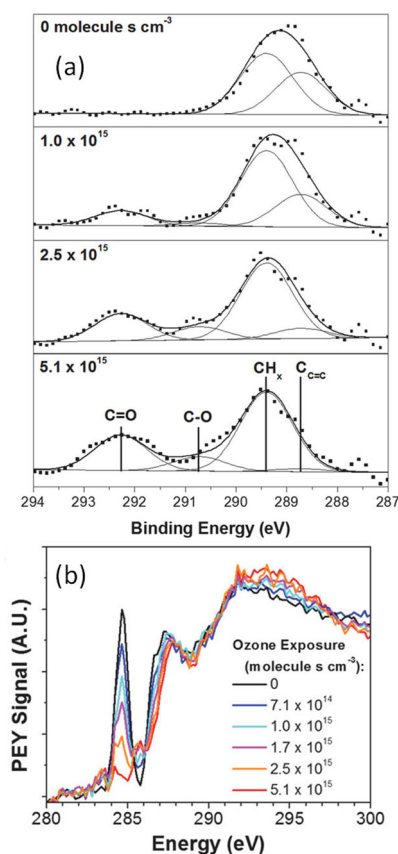 (a)
0 molecule s cm⁻³
1.0 x 10¹⁵
2.5 x 10¹⁵
5.1 x 10¹⁵
C=O
C-O
CHₓ
C C=C
294 293 292 291 290 289 288 287
Binding Energy (eV)
(b)
PEY Signal (A.U.)
Ozone Exposure
(molecule s cm⁻³):
0
7.1 x 10¹⁴
1.0 x 10¹⁵
1.7 x 10¹⁵
2.5 x 10¹⁵
5.1 x 10¹⁵
280 285 290 295 300
Energy (eV)